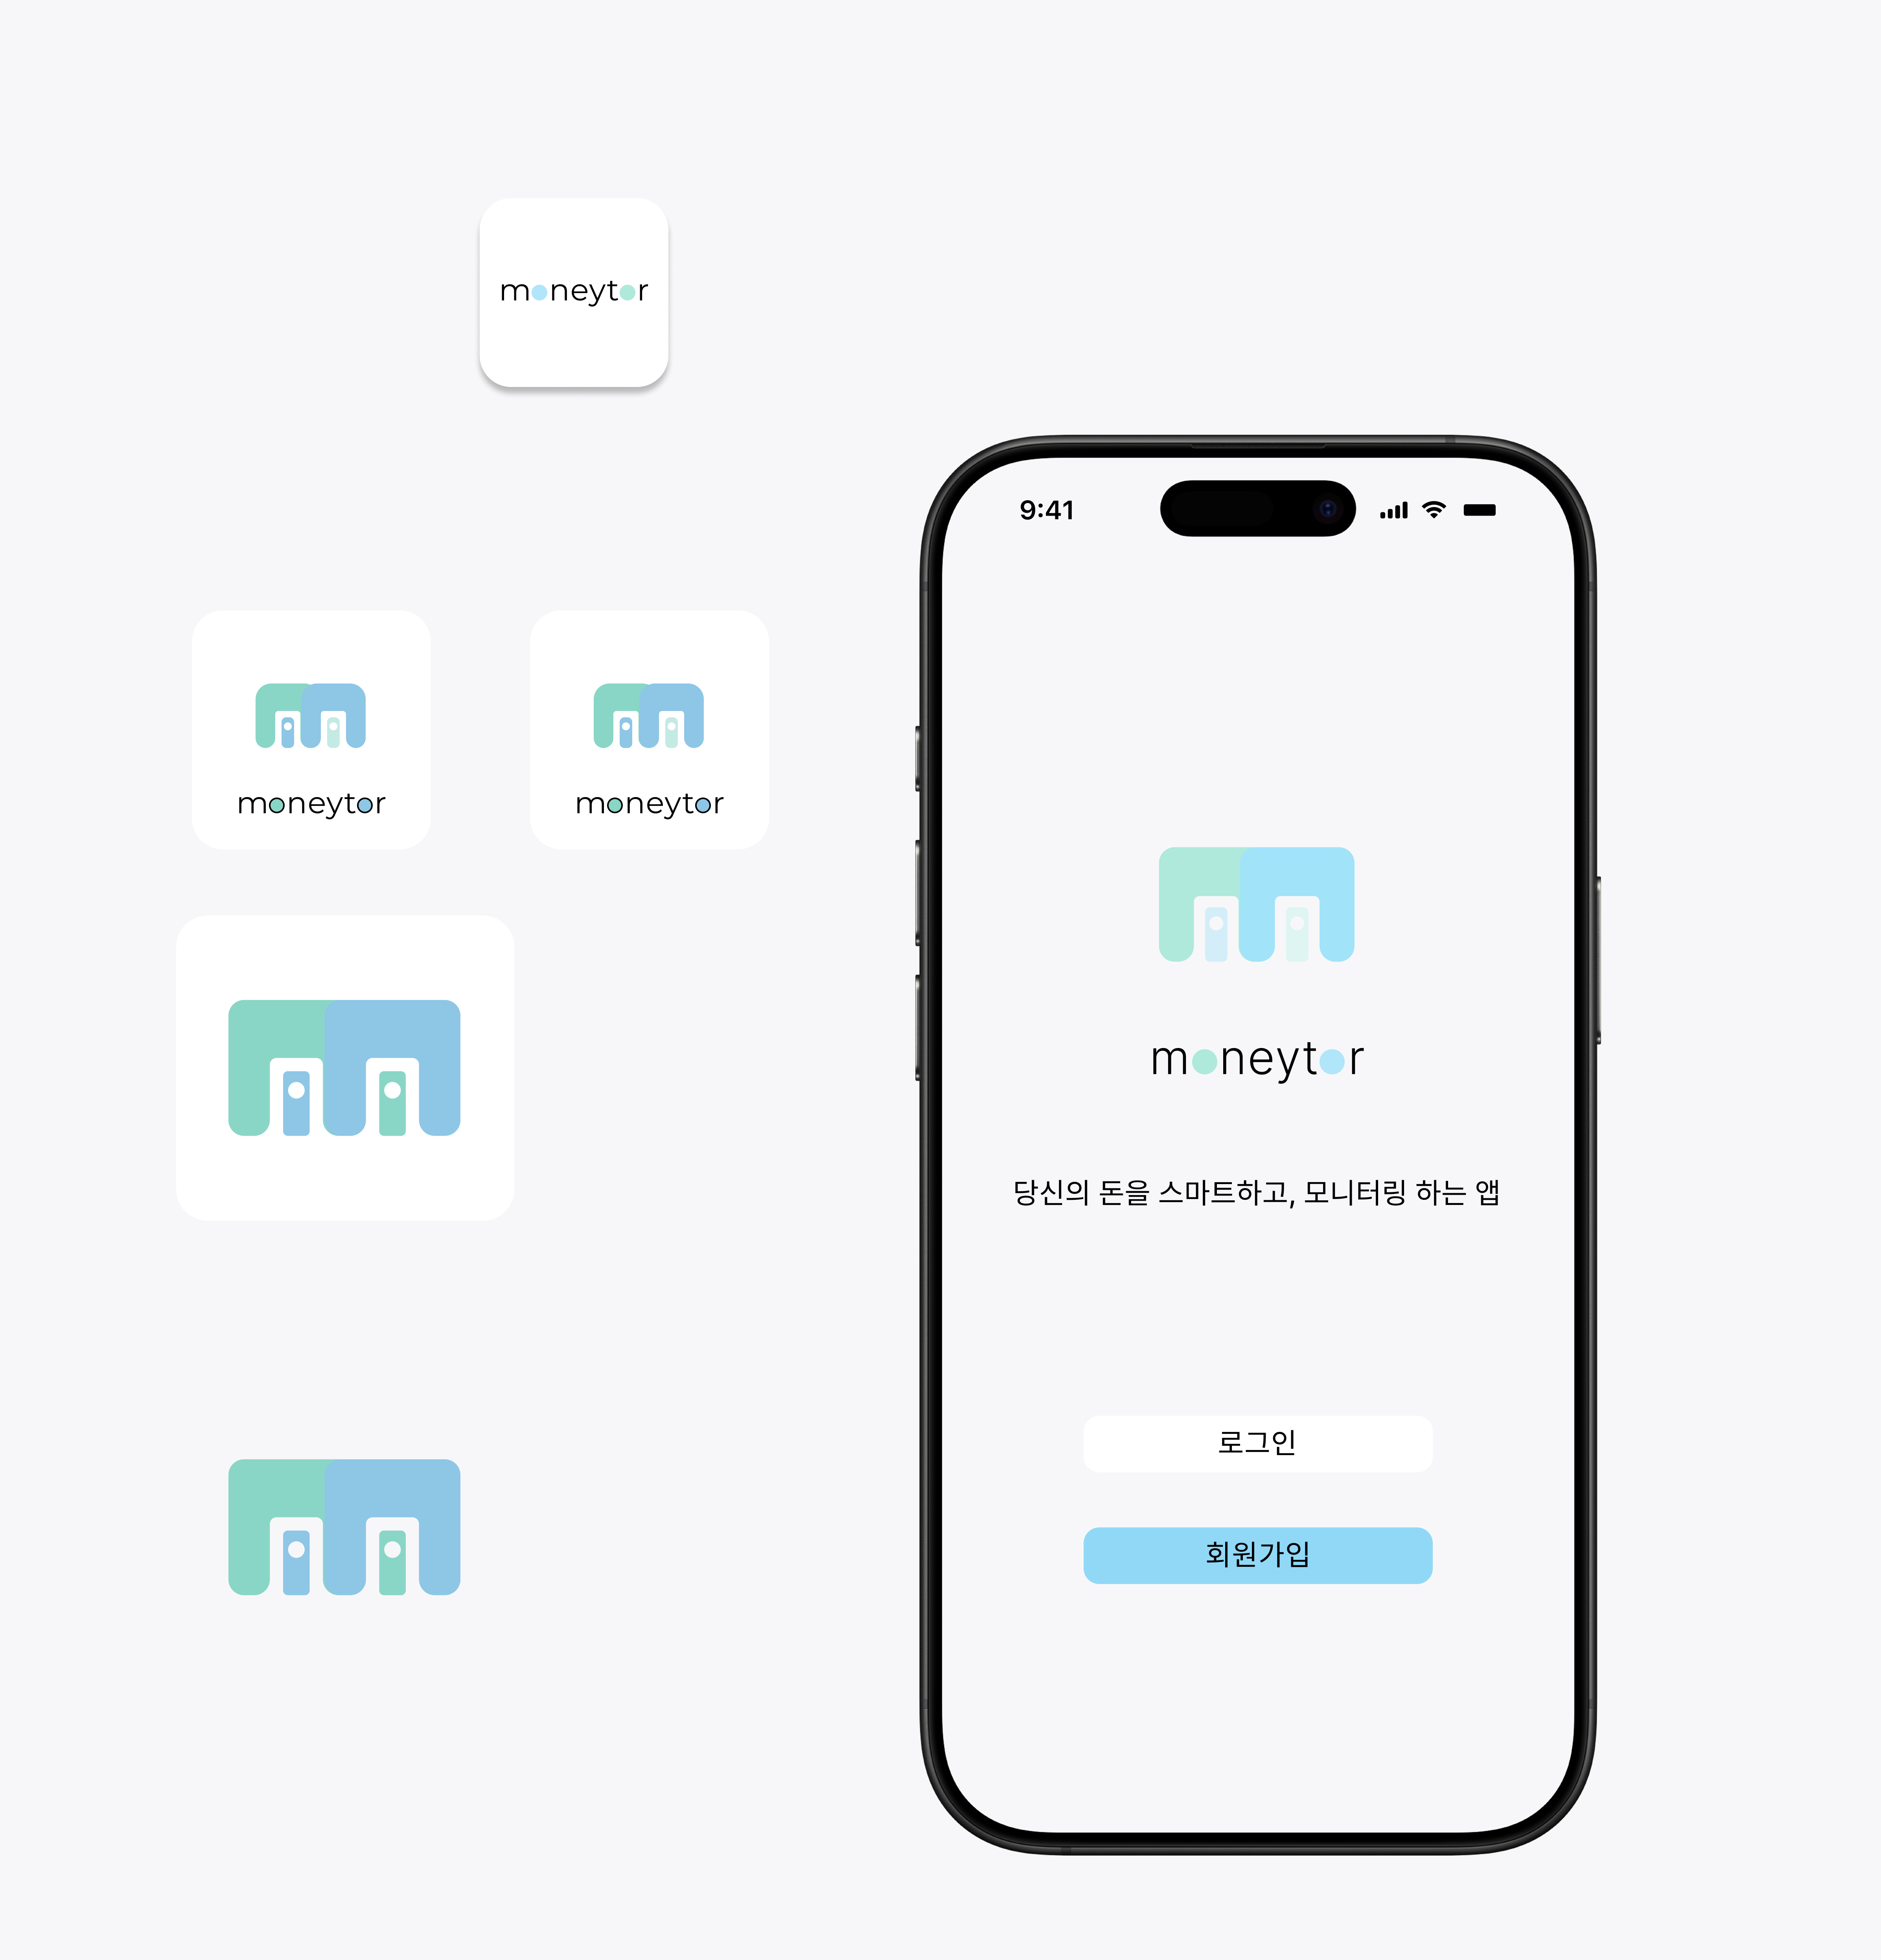 moneytor
9:41
moneytor
moneytor
moneytor
당신의 돈을 스마트하고, 모니터링 하는 앱
로그인
회원가입